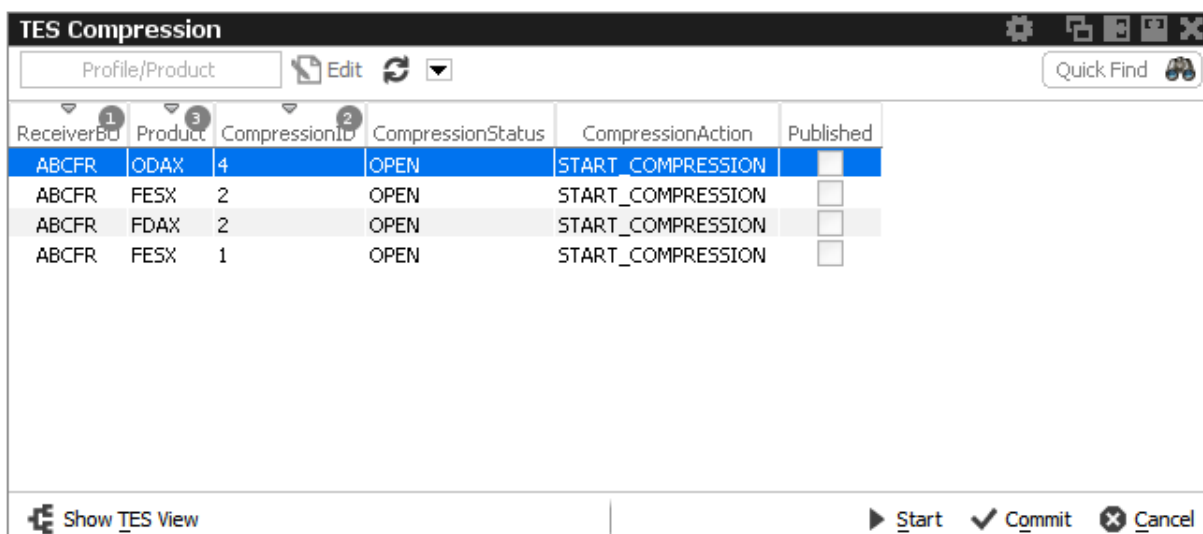 TES Compression
Profile/Product Edit Quick Find
ReceiverBU 1 Product 3 CompressionID 2 CompressionStatus CompressionAction Published
ABCFR ODAX 4 OPEN START_COMPRESSION
ABCFR FESX 2 OPEN START_COMPRESSION
ABCFR FDAX 2 OPEN START_COMPRESSION
ABCFR FESX 1 OPEN START_COMPRESSION
Show TES View Start Commit Cancel